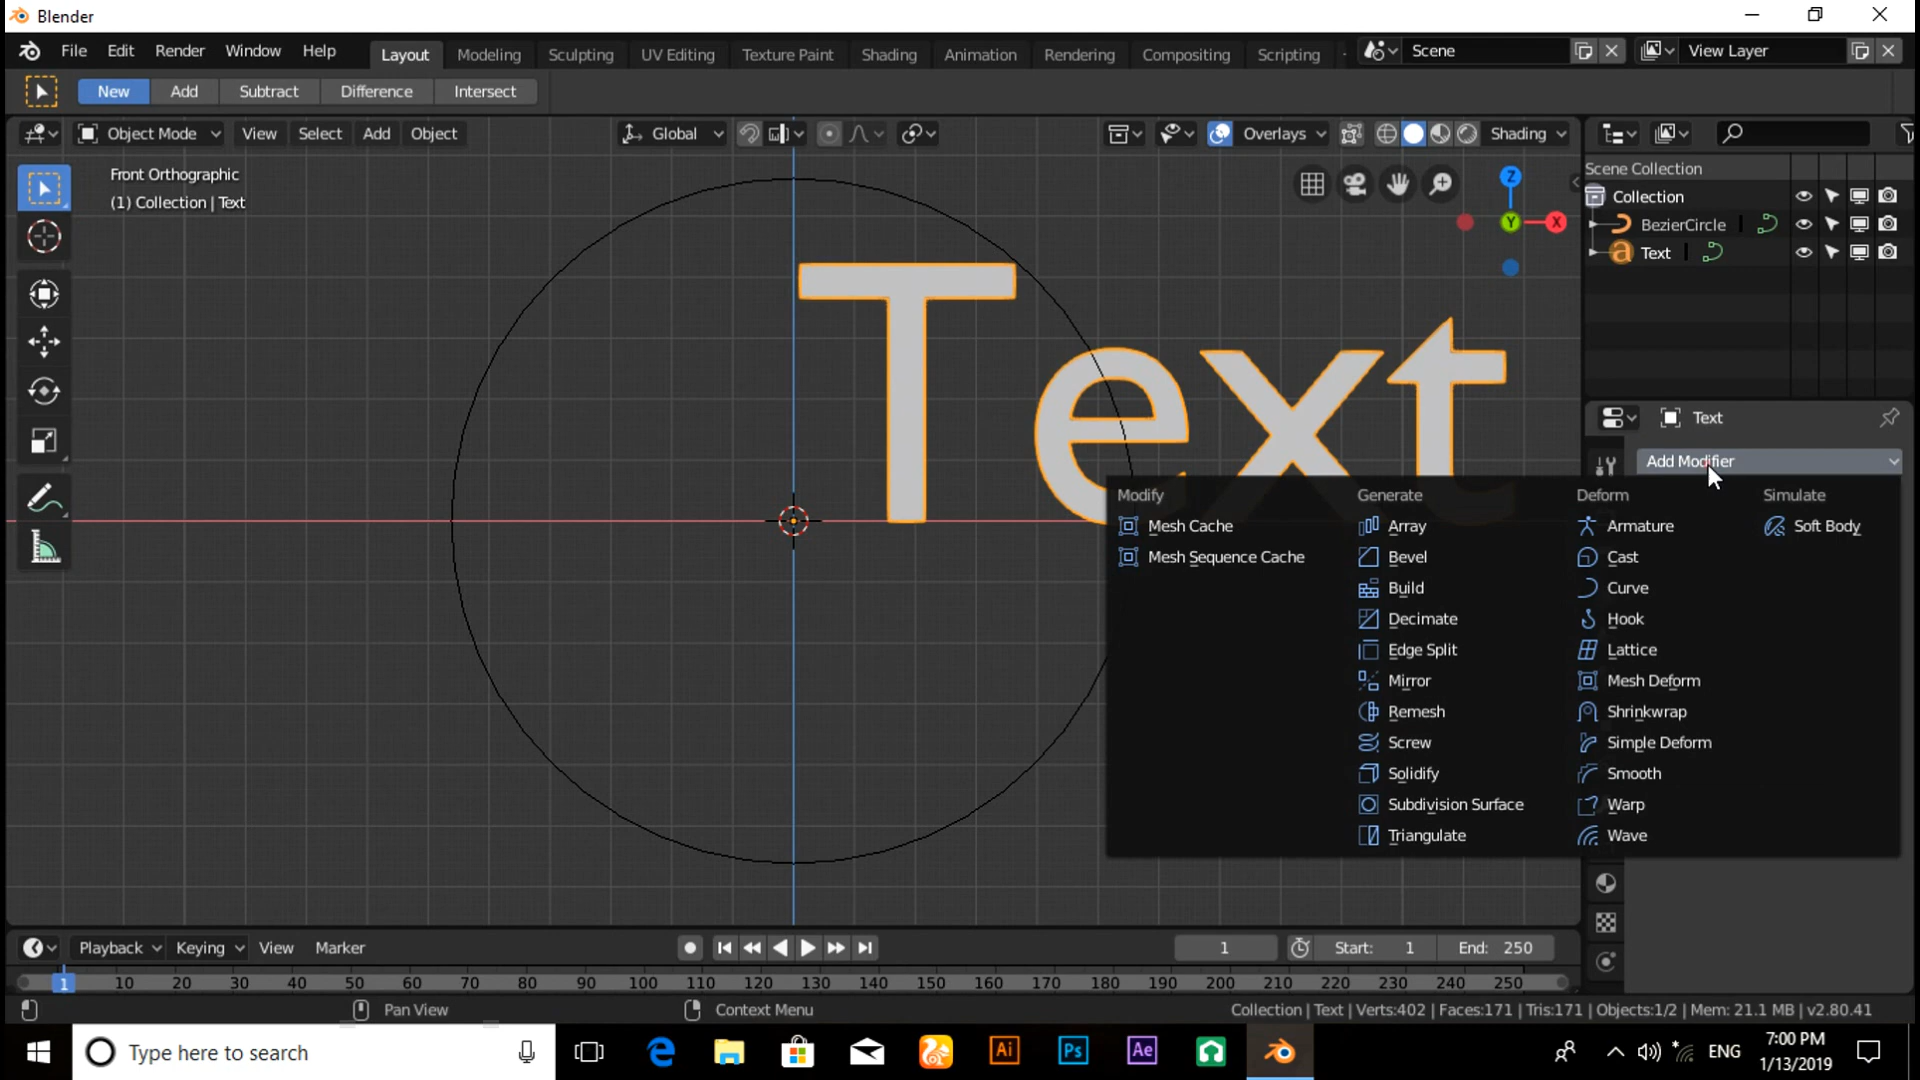 Blender
File Edit Render Window Help Layout Modeling Sculpting UV Editing Texture Paint Shading Animation Rendering Compositing Scripting Scene View Layer
New Add Subtract Difference Intersect
Object Mode View Select Add Object Global Overlays Shading
Front Orthographic
(1) Collection | Text
Z
Y
X
Scene Collection
Collection
BezierCircle
Text
Text
Text
Add Modifier
Modify
Mesh Cache
Mesh Sequence Cache
Generate
Array
Bevel
Build
Decimate
Edge Split
Mirror
Remesh
Screw
Solidify
Subdivision Surface
Triangulate
Deform
Armature
Cast
Curve
Hook
Lattice
Mesh Deform
Shrinkwrap
Simple Deform
Smooth
Warp
Wave
Simulate
Soft Body
Playback Keying View Marker 1 Start: 1 End: 250
1 10 20 30 40 50 60 70 80 90 100 110 120 130 140 150 160 170 180 190 200 210 220 230 240 250
Pan View Context Menu Collection | Text | Verts:402 | Faces:171 | Tris:171 | Objects:1/2 | Mem: 21.1 MB | v2.80.41
Type here to search Ai Ps Ae ENG
7:00 PM
1/13/2019